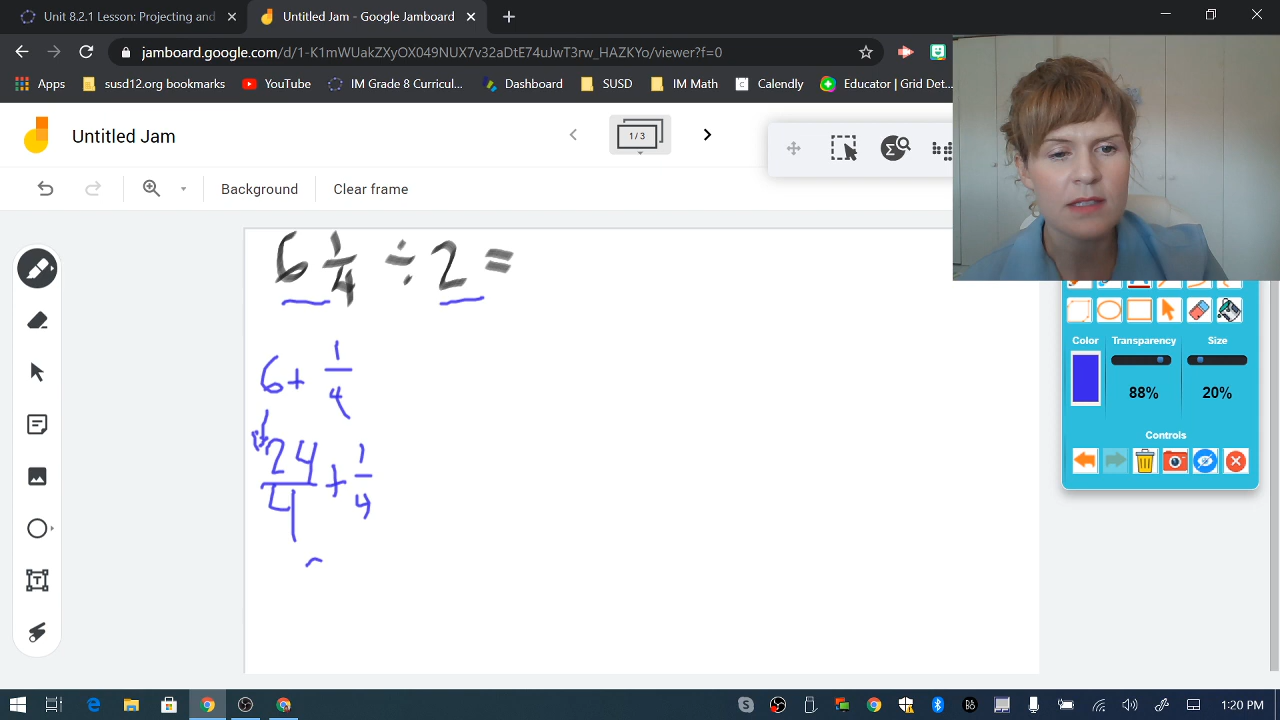 Unit 8.2.1 Lesson: Projecting and
Untitled Jam - Google Jamboard
jamboard.google.com/d/1-K1mWUakZXyOX049NUX7v32aDtF74uJwT3rw_HAZKYo/viewer?f=0
Apps susd12.org bookmarks YouTube IM Grade 8 Curricul... Dashboard SUSD IM Math Calendly Educator | Grid Det...
Untitled Jam
1/3
Background Clear frame
6 1/4 ÷ 2 =
6 + 1/4
24/4 + 1/4
Color Transparency Size
88% 20%
Controls
1:20 PM